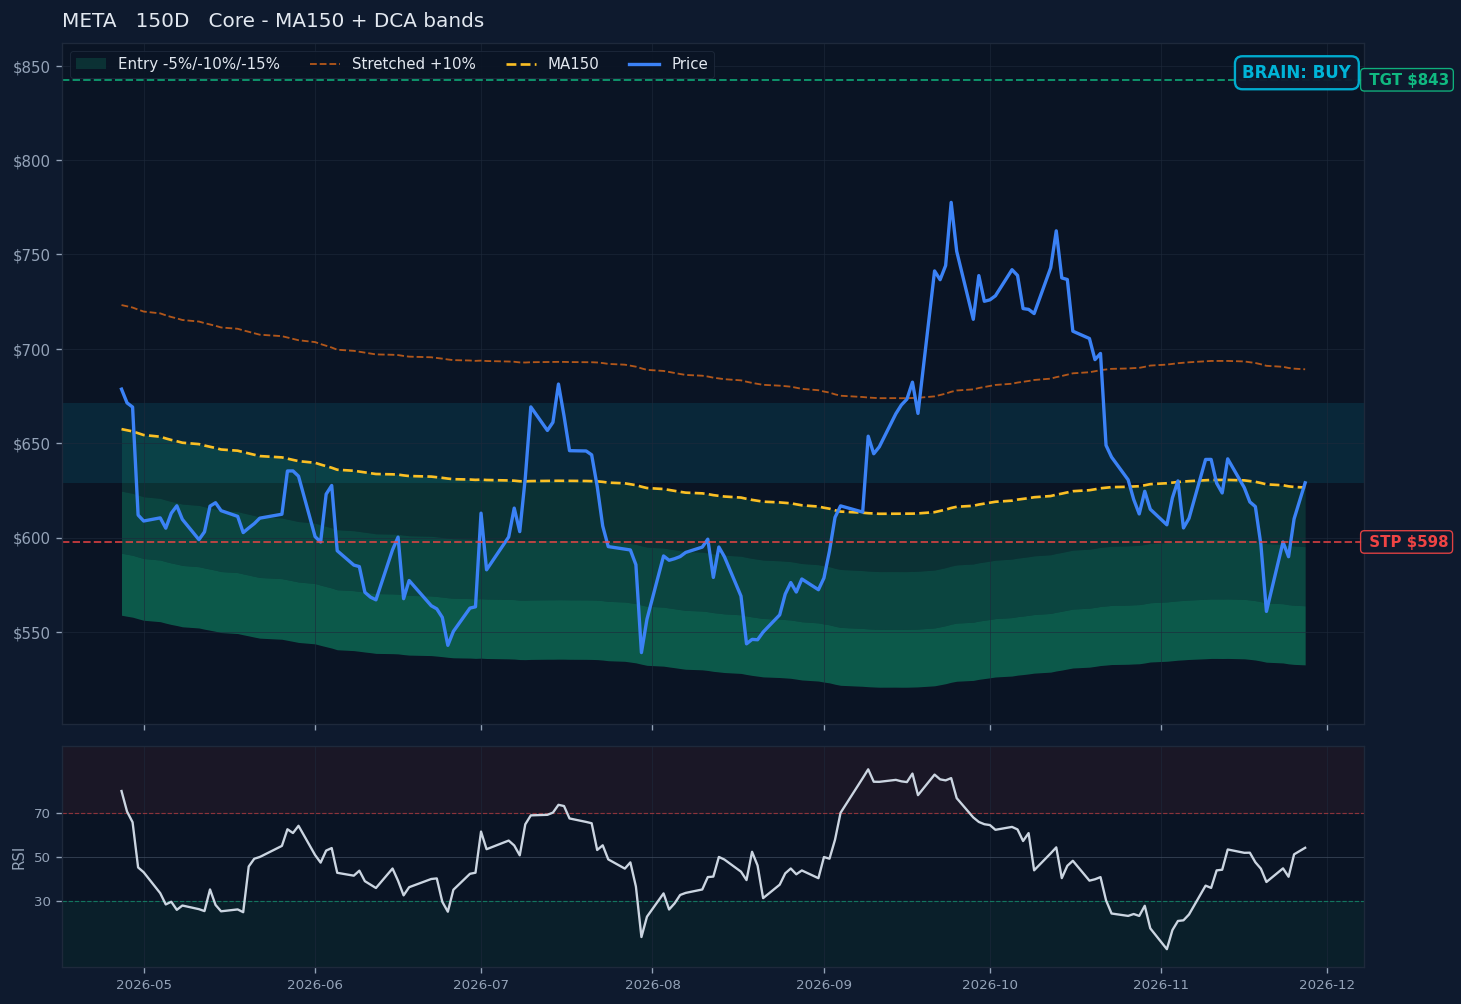 META   150D   Core - MA150 + DCA bands
Entry -5%/-10%/-15%
Stretched +10%
MA150
Price
BRAIN: BUY
TGT $843
$850
$800
$750
$700
$650
$600
$550
STP $598
RSI
70
50
30
2026-05
2026-06
2026-07
2026-08
2026-09
2026-10
2026-11
2026-12